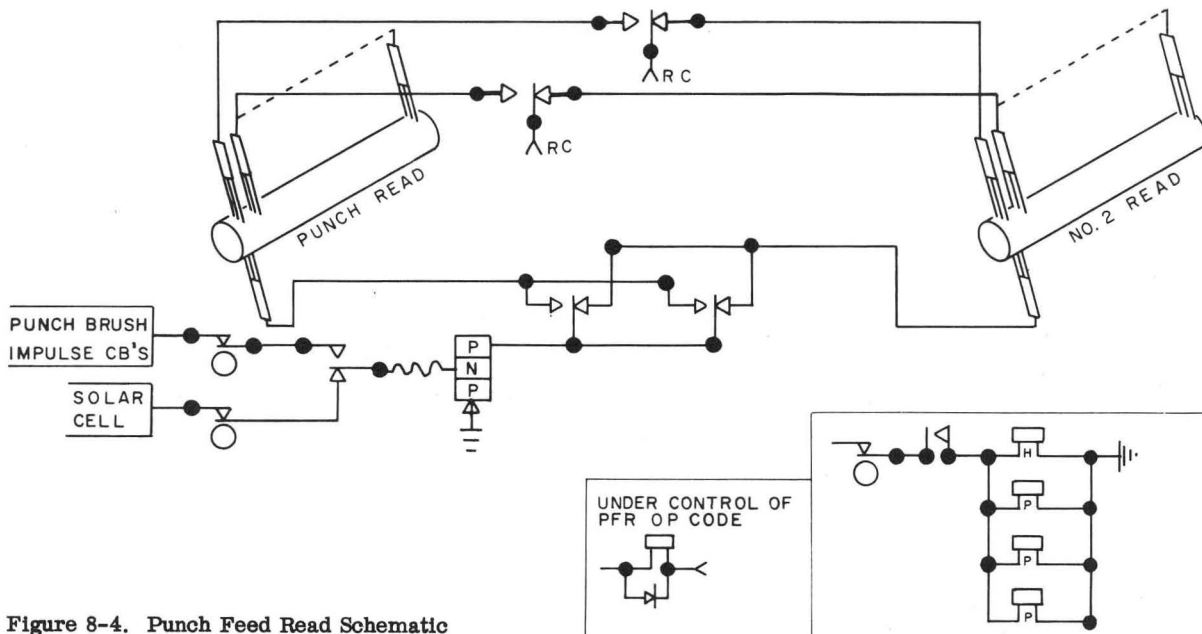 RC
RC
PUNCH READ
NO. 2 READ
PUNCH BRUSH
IMPULSE CB'S
SOLAR
CELL
P
N
P
UNDER CONTROL OF
PFR OP CODE
H
P
P
P
Figure 8-4. Punch Feed Read Schematic